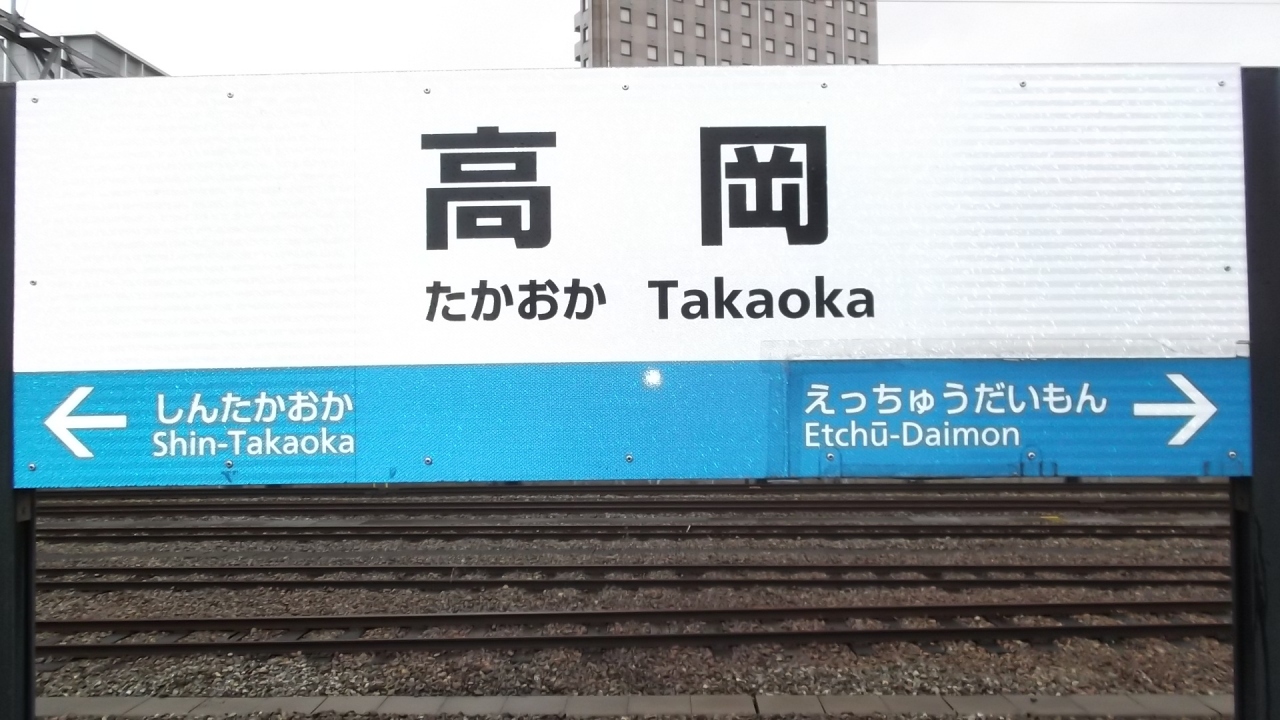 高岡
たかおか Takaoka
← しんたかおか
Shin-Takaoka
えっちゅうだいもん →
Etchū-Daimon